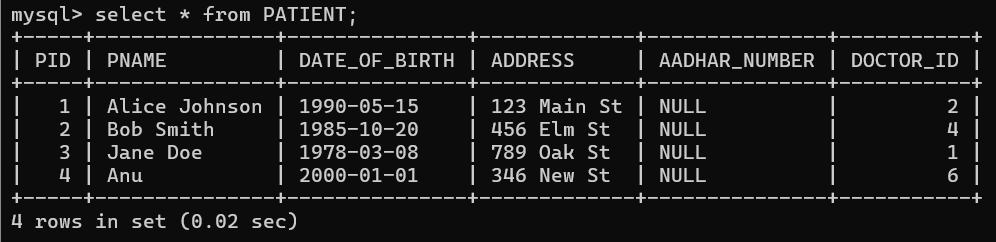 mysql> select * from PATIENT;
+-----+---------------+---------------+-------------+---------------+-----------+
| PID | PNAME         | DATE_OF_BIRTH | ADDRESS     | AADHAR_NUMBER | DOCTOR_ID |
+-----+---------------+---------------+-------------+---------------+-----------+
|   1 | Alice Johnson | 1990-05-15    | 123 Main St | NULL          |         2 |
|   2 | Bob Smith     | 1985-10-20    | 456 Elm St  | NULL          |         4 |
|   3 | Jane Doe      | 1978-03-08    | 789 Oak St  | NULL          |         1 |
|   4 | Anu           | 2000-01-01    | 346 New St  | NULL          |         6 |
+-----+---------------+---------------+-------------+---------------+-----------+
4 rows in set (0.02 sec)